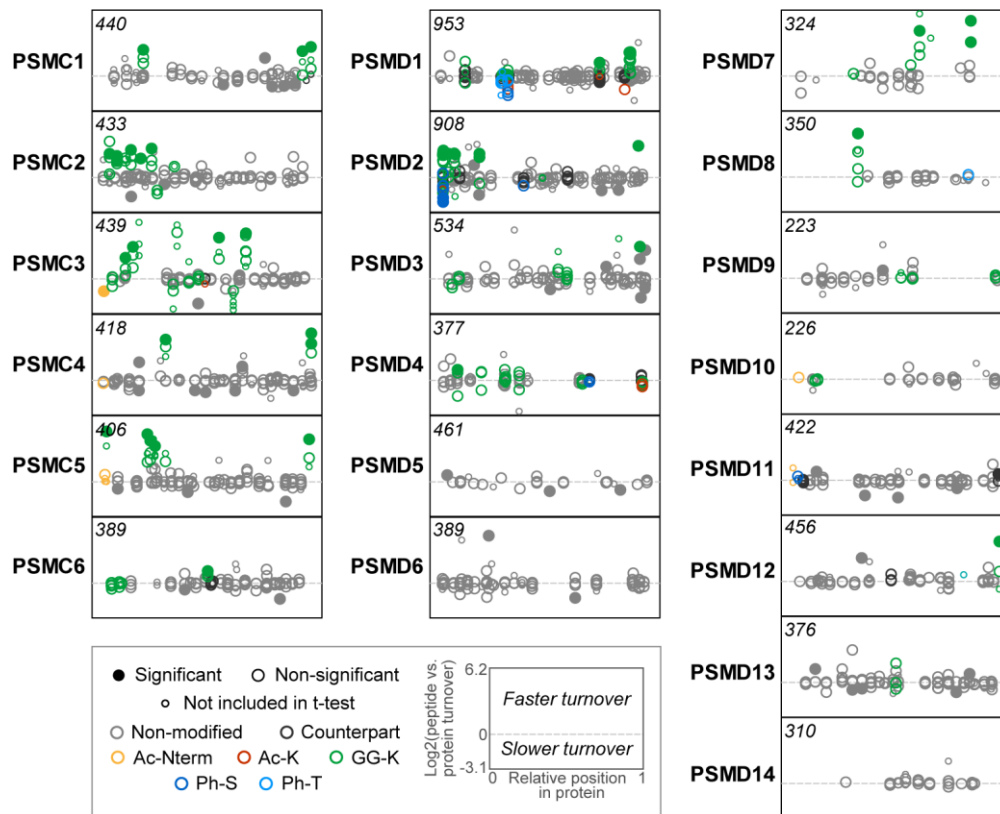 PSMC1
440
PSMC2
433
PSMC3
439
PSMC4
418
PSMC5
406
PSMC6
389
PSMD1
953
PSMD2
908
PSMD3
534
PSMD4
377
PSMD5
461
PSMD6
389
PSMD7
324
PSMD8
350
PSMD9
223
PSMD10
226
PSMD11
422
PSMD12
456
PSMD13
376
PSMD14
310
Significant
Non-significant
Not included in t-test
Non-modified
Counterpart
Ac-Nterm
Ac-K
GG-K
Ph-S
Ph-T
Log2(peptide vs.
protein turnover)
6.2
0
-3.1
Faster turnover
Slower turnover
0
Relative position
in protein
1